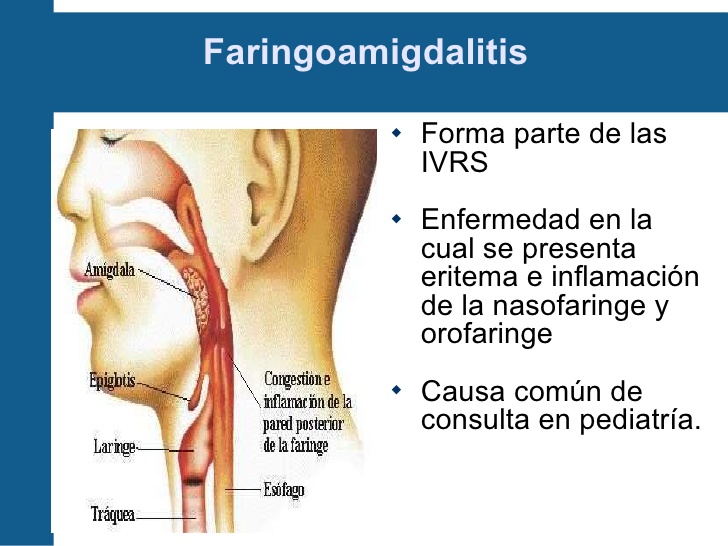 Faringoamigdalitis
Forma parte de las
IVRS
Enfermedad en la
cual se presenta
eritema e inflamación
de la nasofaringe y
orofaringe
Causa común de
consulta en pediatría.
Amígdala
Epiglotis
Laringe
Tráquea
Congestión e
inflamación de la
pared posterior
de la faringe
Esófago